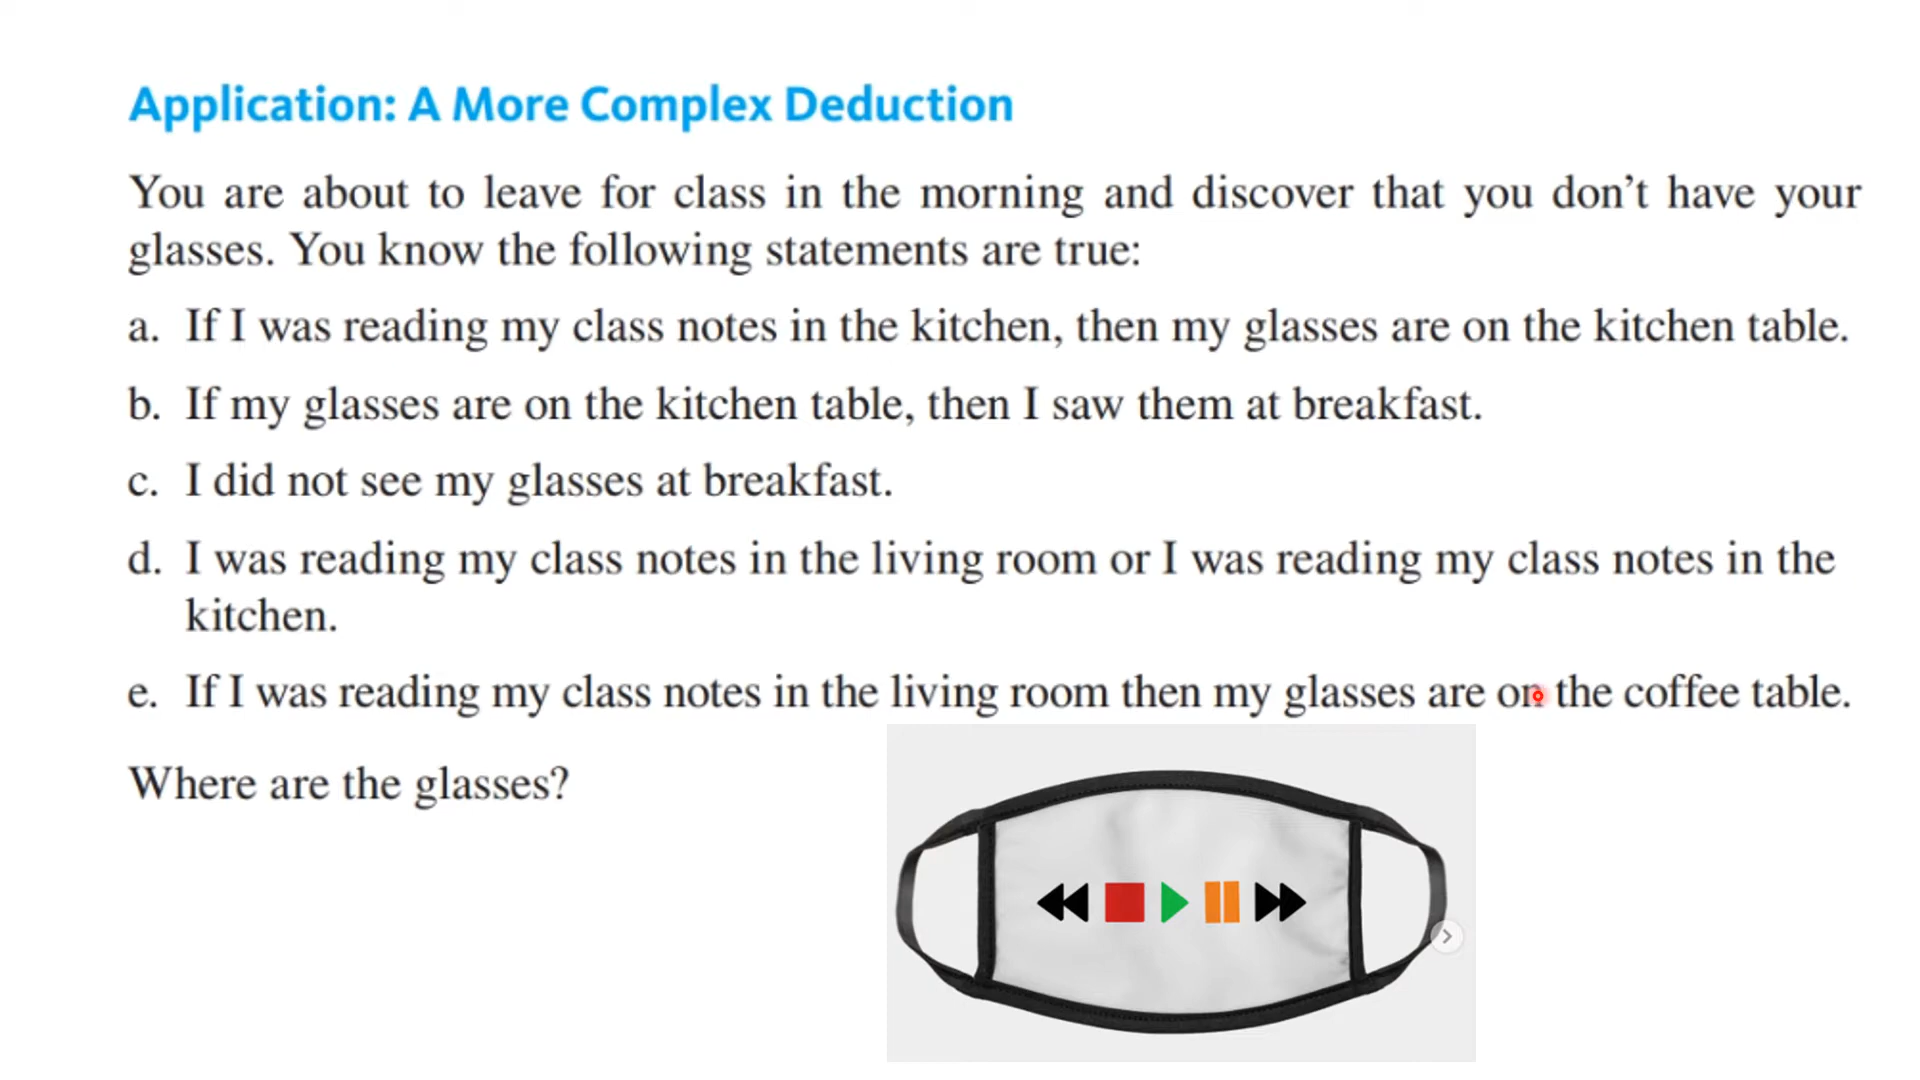 Application: A More Complex Deduction
You are about to leave for class in the morning and discover that you don’t have your
glasses. You know the following statements are true:
a. If I was reading my class notes in the kitchen, then my glasses are on the kitchen table.
b. If my glasses are on the kitchen table, then I saw them at breakfast.
c. I did not see my glasses at breakfast.
d. I was reading my class notes in the living room or I was reading my class notes in the
kitchen.
e. If I was reading my class notes in the living room then my glasses are on the coffee table.
Where are the glasses?